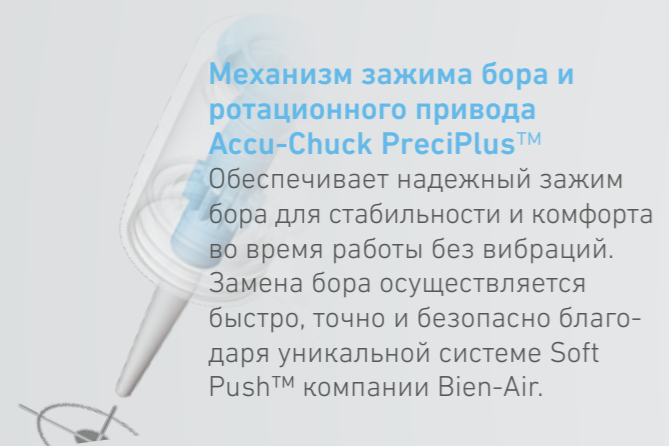 Механизм зажима бора и
ротационного привода
Accu-Chuck PreciPlus™
Обеспечивает надежный зажим
бора для стабильности и комфорта
во время работы без вибраций.
Замена бора осуществляется
быстро, точно и безопасно благо-
даря уникальной системе Soft
Push™ компании Bien-Air.